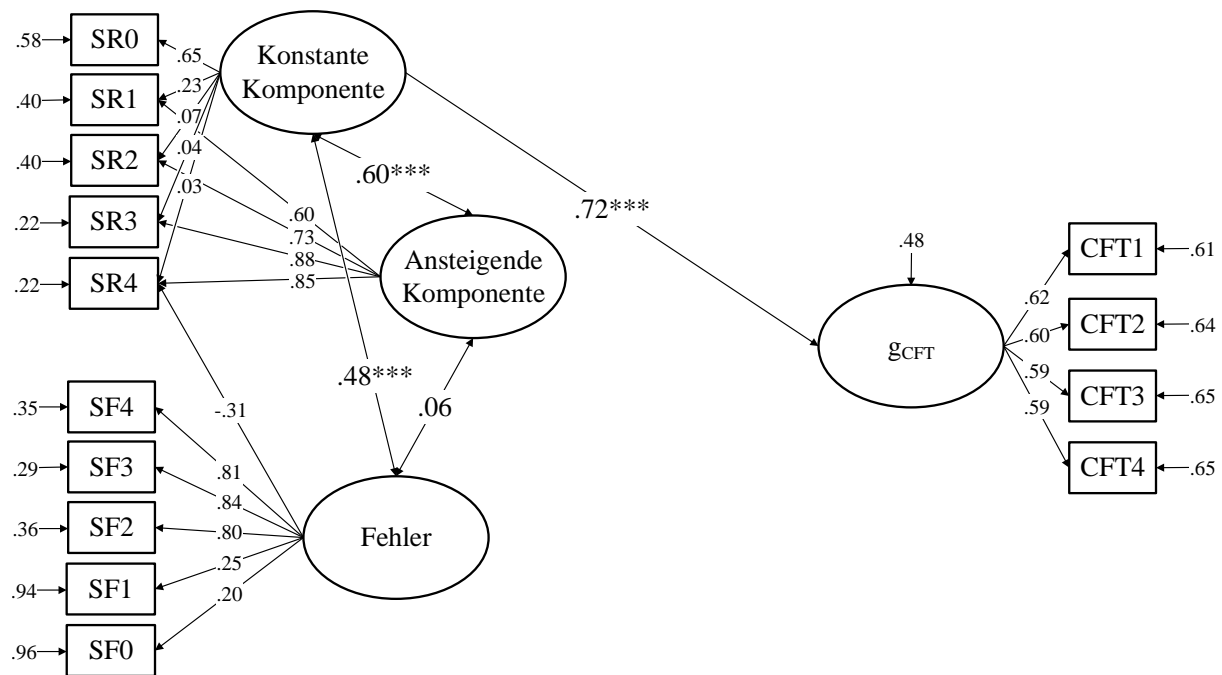 .58
SR0
.65
Konstante
Komponente
.40
SR1
.23
.07
.40
SR2
.04
.03
.60***
.22
SR3
.60
.73
.88
.85
.72***
.22
SR4
Ansteigende
Komponente
.48
CFT1
.61
.62
CFT2
.64
.60
gCFT
.59
CFT3
.65
.59
CFT4
.65
.48***
.06
-.31
.35
SF4
.81
.29
SF3
.84
.36
SF2
.80
Fehler
.25
.94
SF1
.20
.96
SF0